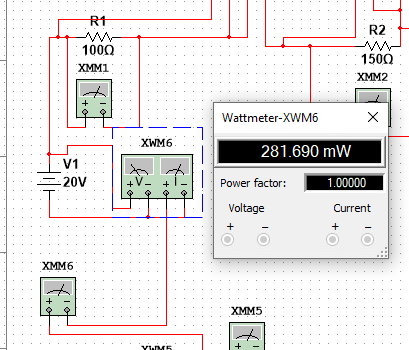 R1
100Ω
R2
150Ω
XMM1
XMM2
Wattmeter-XWM6
281.690 mW
Power factor: 1.00000
Voltage Current
+ − + −
XWM6
V I
+ − + −
V1
20V
XMM6
+ −
XMM5
XWM5